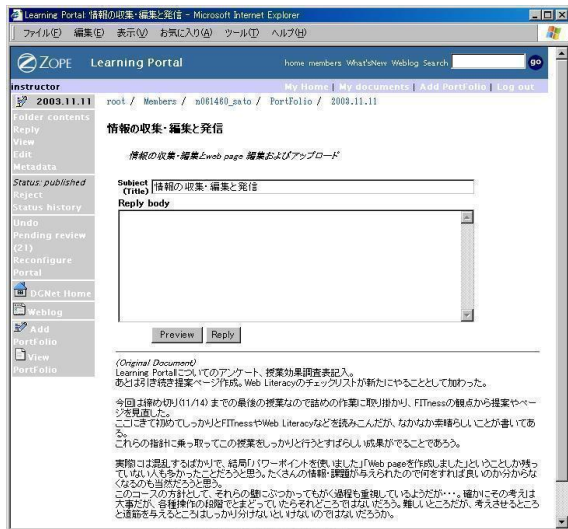 Learning Portal 情報の収集・編集と発信 - Microsoft Internet Explorer
ファイル(F) 編集(E) 表示(V) お気に入り(A) ツール(T) ヘルプ(H)
ZOPE Learning Portal home members What'sNew Weblog Search go
instructor My Home | My documents | Add PortFolio | Log out
2003.11.11 root / Members / n061460_sato / PortFolio / 2003.11.11
Folder contents
Reply
View
Edit
Metadata
Status: published
Reject
Status history
Undo
Pending review
(21)
Reconfigure
Portal
DGNet Home
Weblog
Add
PortFolio
View
PortFolio
情報の収集・編集と発信
情報の収集・編集とweb page 編集およびアップロード
Subject
(Title) 情報の収集・編集と発信
Reply body
Preview Reply
(Original Document)
Learning Portalについてのアンケート、授業効果調査表記入。
あとは引き続き提案ページ作成。Web Literacyのチェックリストが新たにやることとして加わった。
今回は締め切り(11/14) までの最後の授業なので詰めの作業に取り掛かり、FITnessの観点から提案やペー
ジを見直した。
ここにきて初めてしっかりとFITnessやWeb Literacyなどを読みこんだが、なかなか素晴らしいことが書いてあ
る。
これらの指針に乗っ取ってこの授業をしっかりと行うとすばらしい成果がでることであろう。
実際には混乱するばかりで、結局「パワーポイントを使いました」「Web pageを作成しました」ということしか残っ
ていない人も多かったことだろうと思う。たくさんの情報・課題が与えられたので何をすれば良いのか分からな
くなるのも当然だろうと思う。
このコースの方針として、それらの壁にぶつかってもがく過程も重視しているようだが・・・。確かにその考えは
大事だが、各種操作の段階でとまどっていたらそれどころではないだろう。難しいところだが、考えさせるところ
と道筋を与えるところはしっかり分けないといけないのではないだろうか。